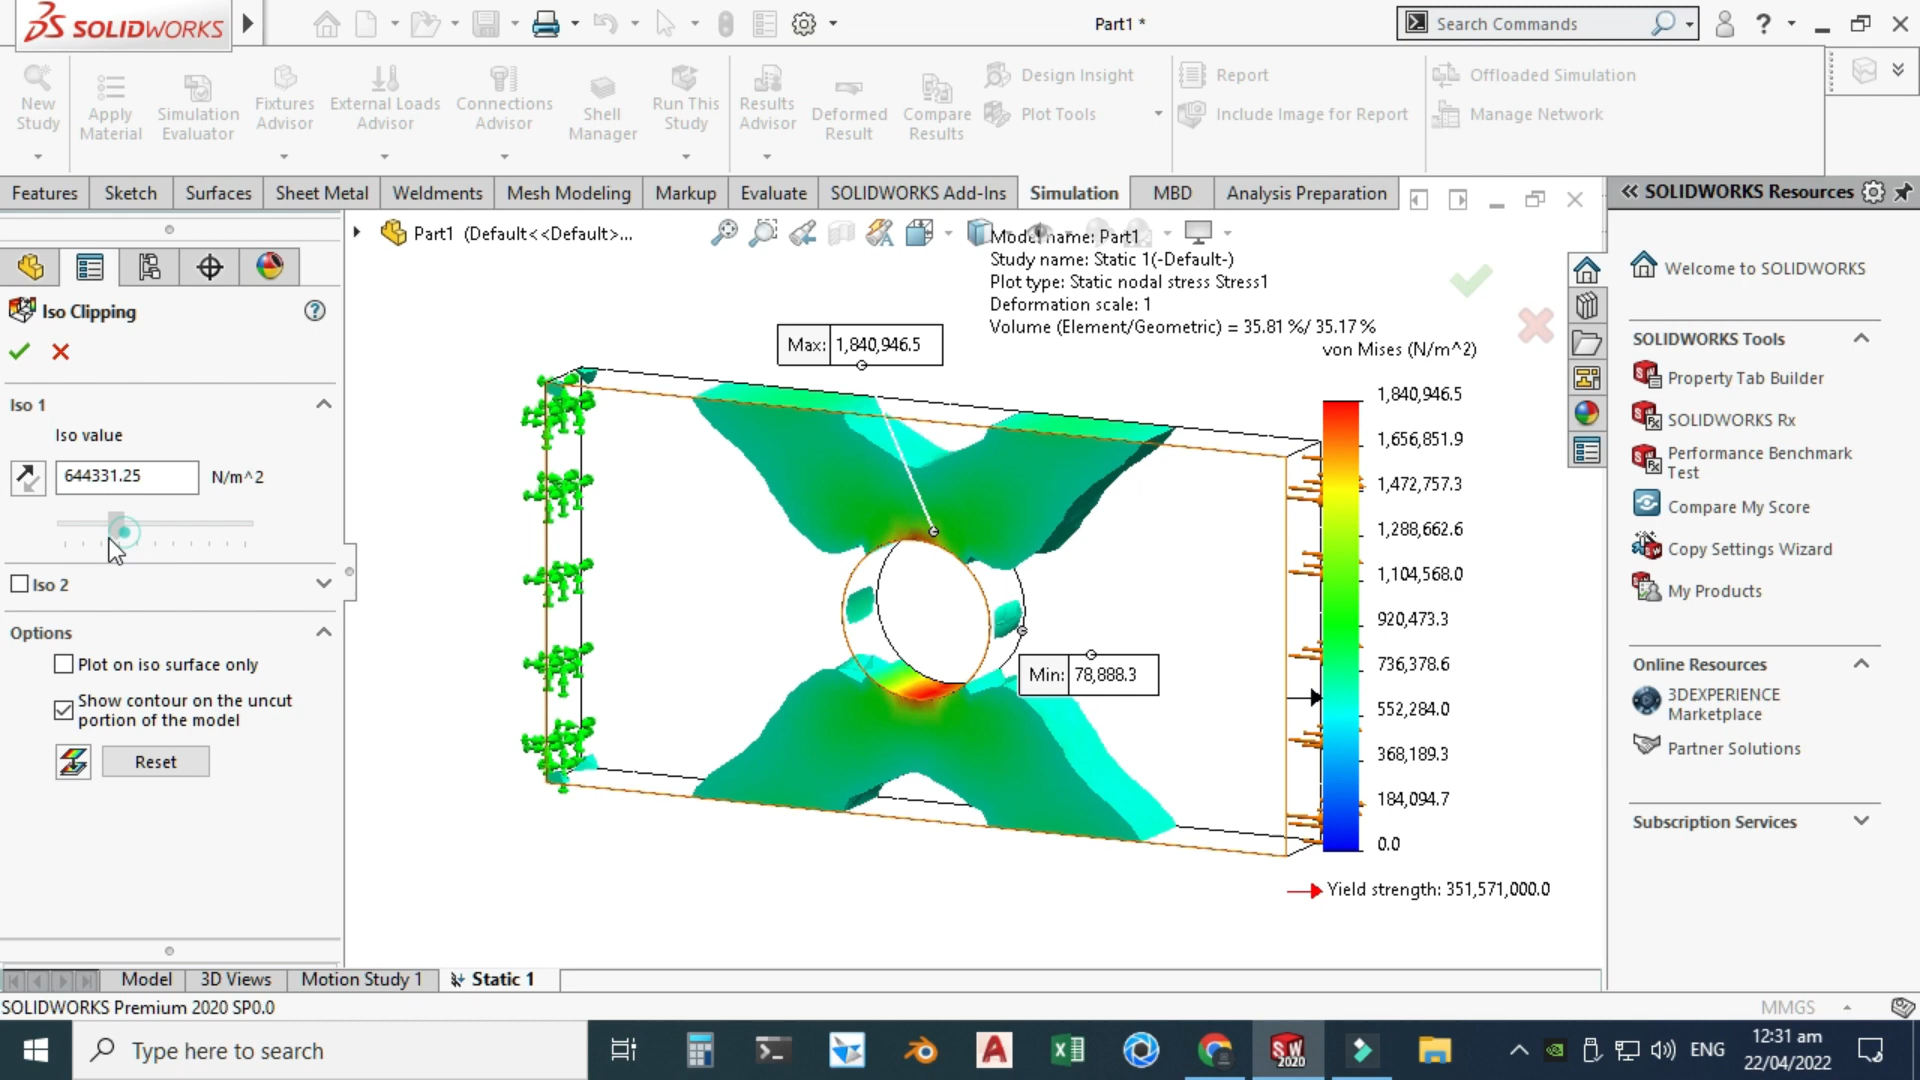 SOLIDWORKS
Part1 *
Search Commands
New Study
Apply Material
Simulation Evaluator
Fixtures Advisor
External Loads Advisor
Connections Advisor
Shell Manager
Run This Study
Results Advisor
Deformed Result
Compare Results
Design Insight
Plot Tools
Report
Include Image for Report
Offloaded Simulation
Manage Network
Features
Sketch
Surfaces
Sheet Metal
Weldments
Mesh Modeling
Markup
Evaluate
SOLIDWORKS Add-Ins
Simulation
MBD
Analysis Preparation
SOLIDWORKS Resources
Iso Clipping
Iso 1
Iso value
644331.25
N/m^2
Iso 2
Options
Plot on iso surface only
Show contour on the uncut
portion of the model
Reset
Part1 (Default<<Default>...
Model name: Part1
Study name: Static 1(-Default-)
Plot type: Static nodal stress Stress1
Deformation scale: 1
Volume (Element/Geometric) = 35.81 %/ 35.17 %
von Mises (N/m^2)
Max: 1,840,946.5
Min: 78,888.3
1,840,946.5
1,656,851.9
1,472,757.3
1,288,662.6
1,104,568.0
920,473.3
736,378.6
552,284.0
368,189.3
184,094.7
0.0
Yield strength: 351,571,000.0
Welcome to SOLIDWORKS
SOLIDWORKS Tools
Property Tab Builder
SOLIDWORKS Rx
Performance Benchmark
Test
Compare My Score
Copy Settings Wizard
My Products
Online Resources
3DEXPERIENCE
Marketplace
Partner Solutions
Subscription Services
Model
3D Views
Motion Study 1
Static 1
SOLIDWORKS Premium 2020 SP0.0
MMGS
Type here to search
SW
2020
ENG
12:31 am
22/04/2022